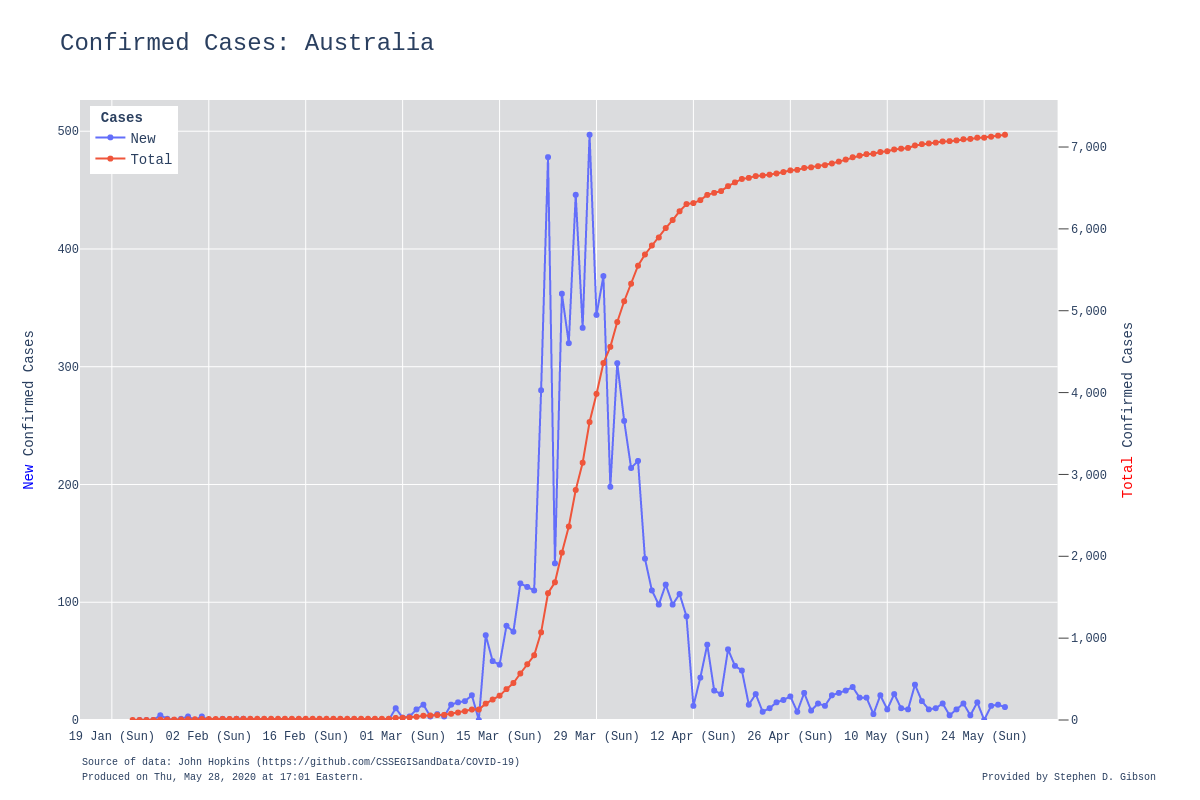 Confirmed Cases: Australia
Cases
New
Total
500
400
300
200
100
0
New Confirmed Cases
7,000
6,000
5,000
4,000
3,000
2,000
1,000
0
Total Confirmed Cases
19 Jan (Sun) 02 Feb (Sun) 16 Feb (Sun) 01 Mar (Sun) 15 Mar (Sun) 29 Mar (Sun) 12 Apr (Sun) 26 Apr (Sun) 10 May (Sun) 24 May (Sun)
Source of data: John Hopkins (https://github.com/CSSEGISandData/COVID-19)
Produced on Thu, May 28, 2020 at 17:01 Eastern.
Provided by Stephen D. Gibson